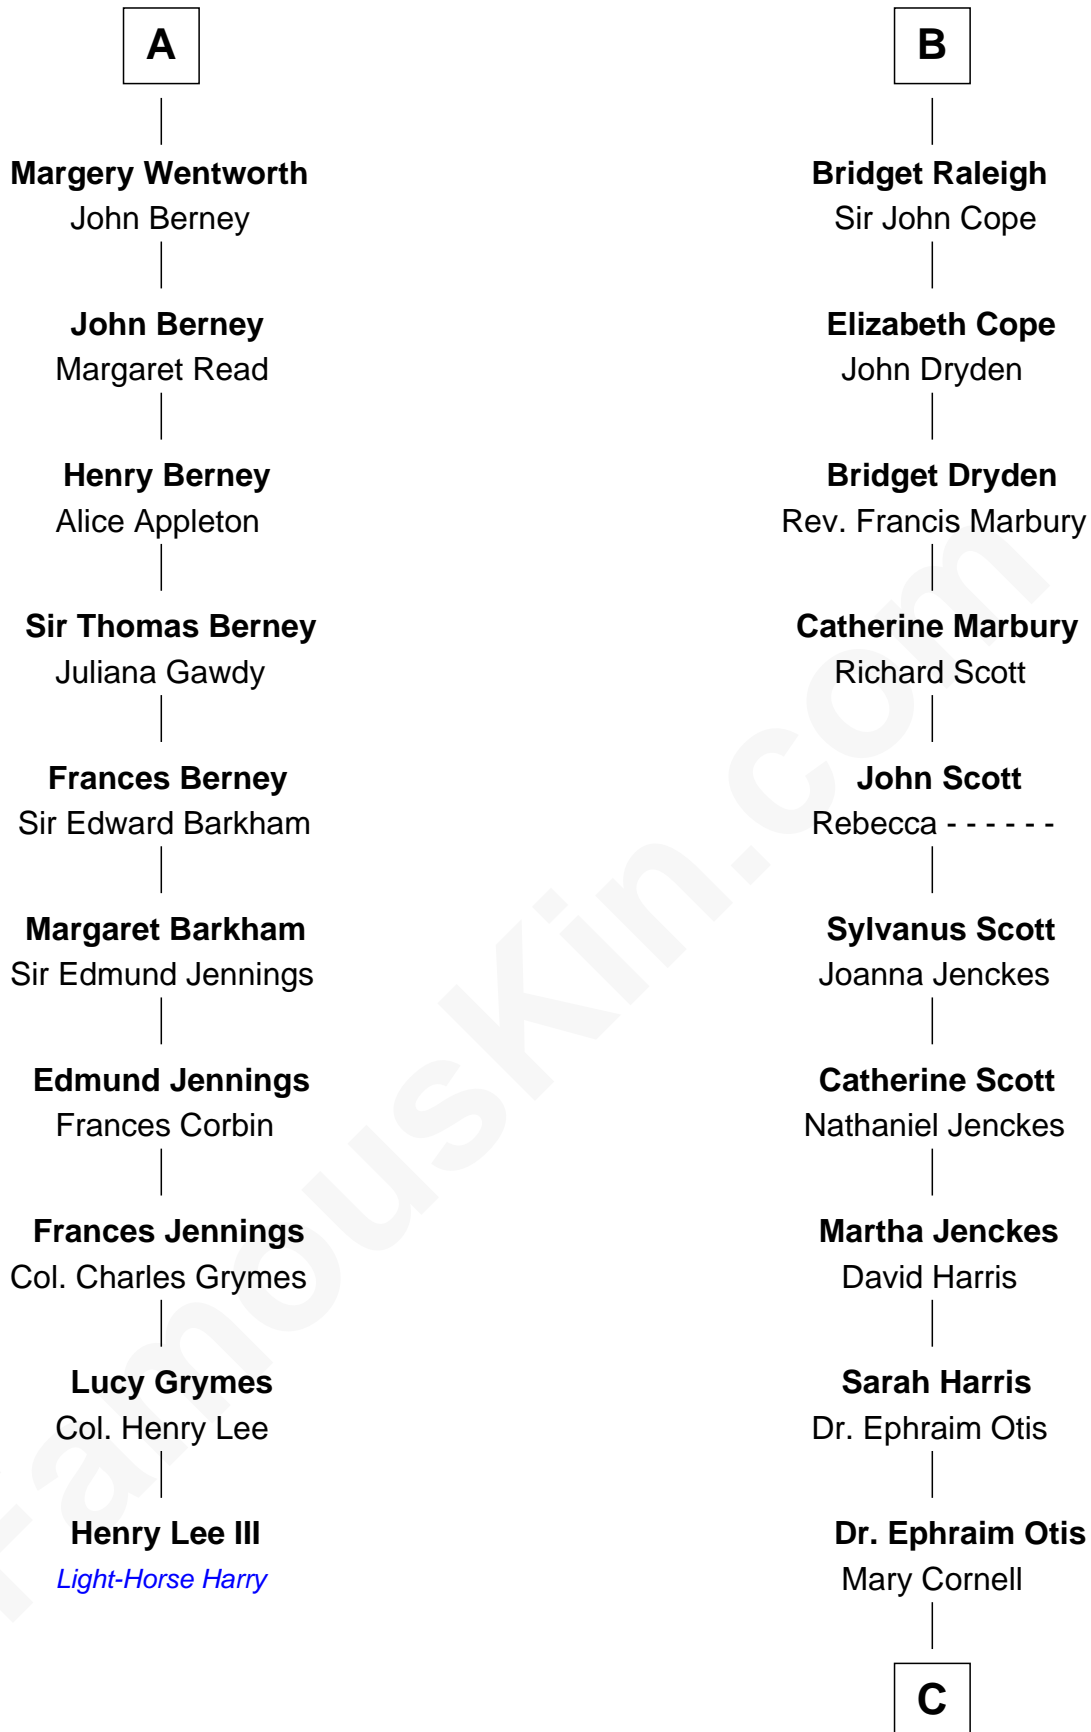 A
Margery Wentworth
John Berney
John Berney
Margaret Read
Henry Berney
Alice Appleton
Sir Thomas Berney
Juliana Gawdy
Frances Berney
Sir Edward Barkham
Margaret Barkham
Sir Edmund Jennings
Edmund Jennings
Frances Corbin
Frances Jennings
Col. Charles Grymes
Lucy Grymes
Col. Henry Lee
Henry Lee III
Light-Horse Harry
B
Bridget Raleigh
Sir John Cope
Elizabeth Cope
John Dryden
Bridget Dryden
Rev. Francis Marbury
Catherine Marbury
Richard Scott
John Scott
Rebecca - - - - - -
Sylvanus Scott
Joanna Jenckes
Catherine Scott
Nathaniel Jenckes
Martha Jenckes
David Harris
Sarah Harris
Dr. Ephraim Otis
Dr. Ephraim Otis
Mary Cornell
C
FamousKin.com